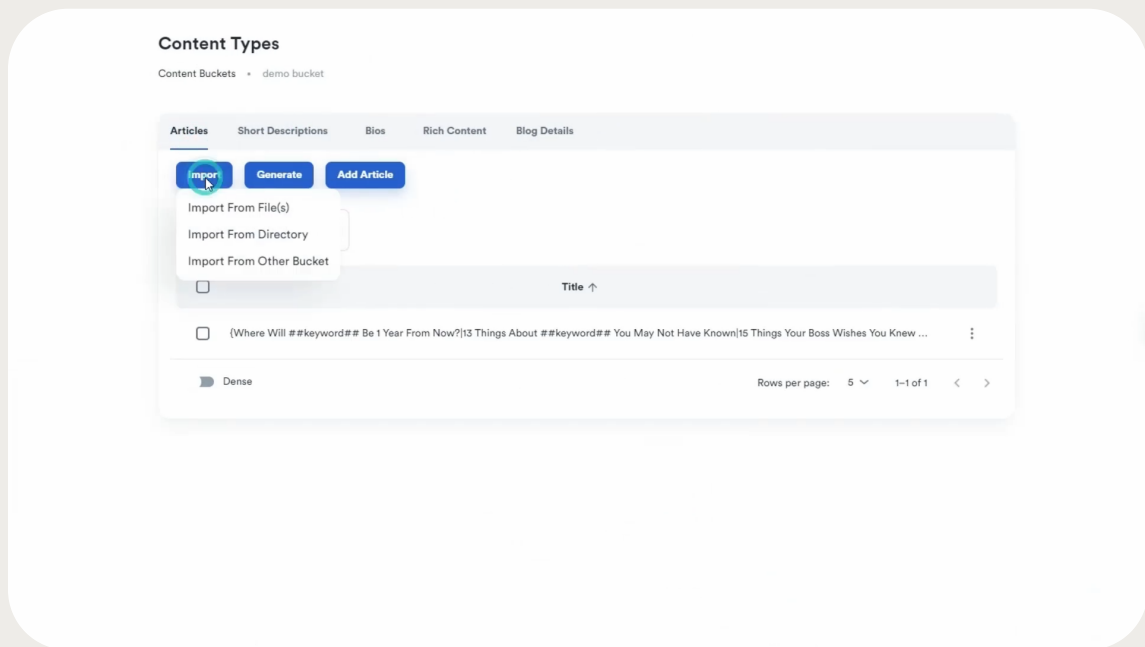 Content Types
Content Buckets • demo bucket
Articles Short Descriptions Bios Rich Content Blog Details
Import Generate Add Article
Import From File(s)
Import From Directory
Import From Other Bucket
Title ↑
{Where Will ##keyword## Be 1 Year From Now?|13 Things About ##keyword## You May Not Have Known|15 Things Your Boss Wishes You Knew ...
Dense Rows per page: 5 1–1 of 1